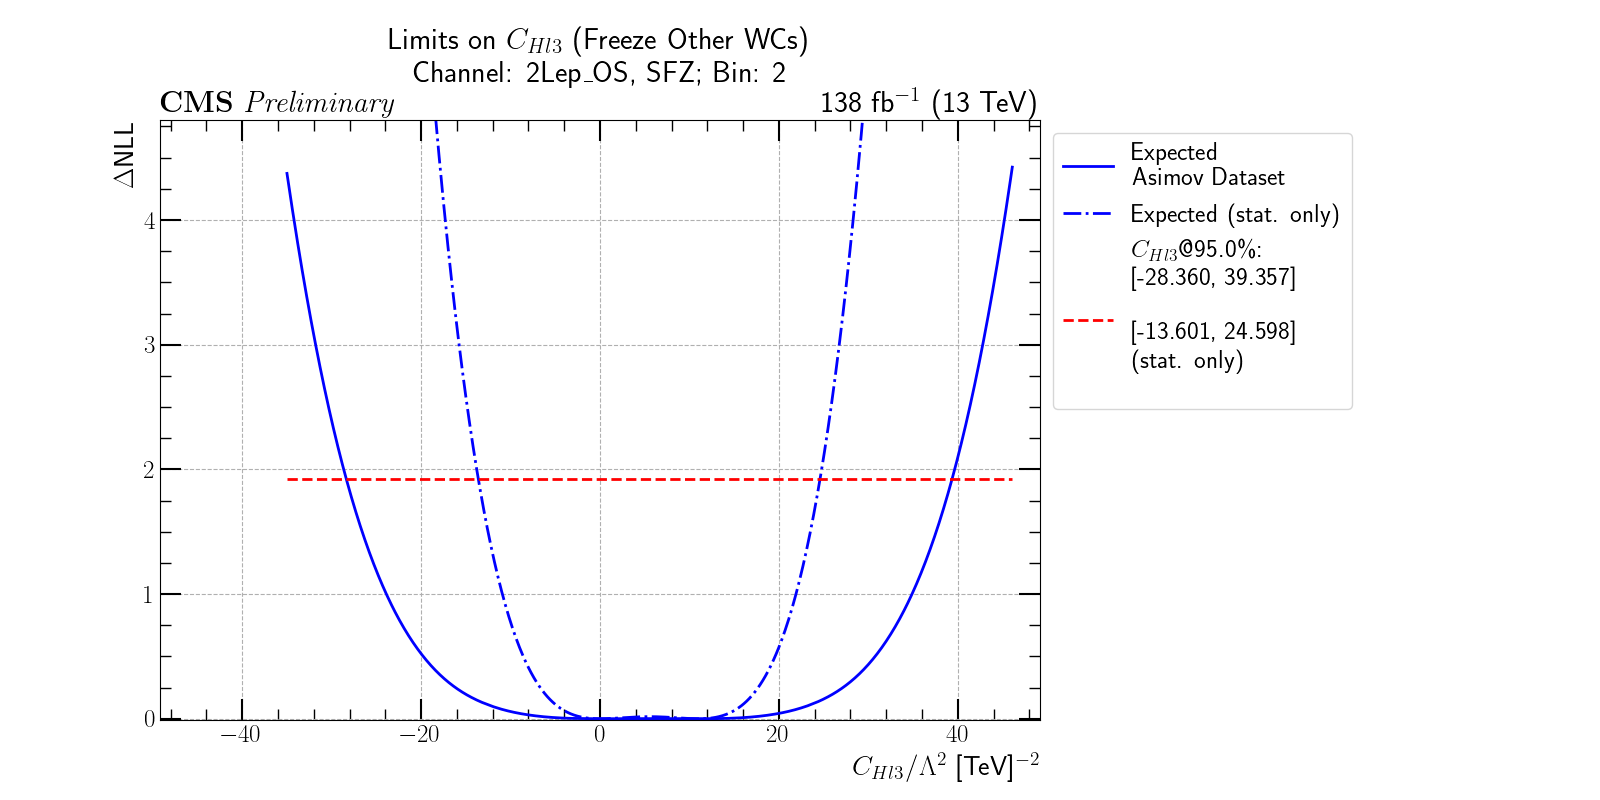 Limits on C_{Hl3} (Freeze Other WCs)
Channel: 2Lep_OS, SFZ; Bin: 2
CMS Preliminary
138 fb^{−1} (13 TeV)
ΔNLL
4
3
2
1
0
−40
−20
0
20
40
C_{Hl3}/Λ^2 [TeV]^{−2}
Expected
Asimov Dataset
Expected (stat. only)
C_{Hl3}@95.0%:
[-28.360, 39.357]
[-13.601, 24.598]
(stat. only)